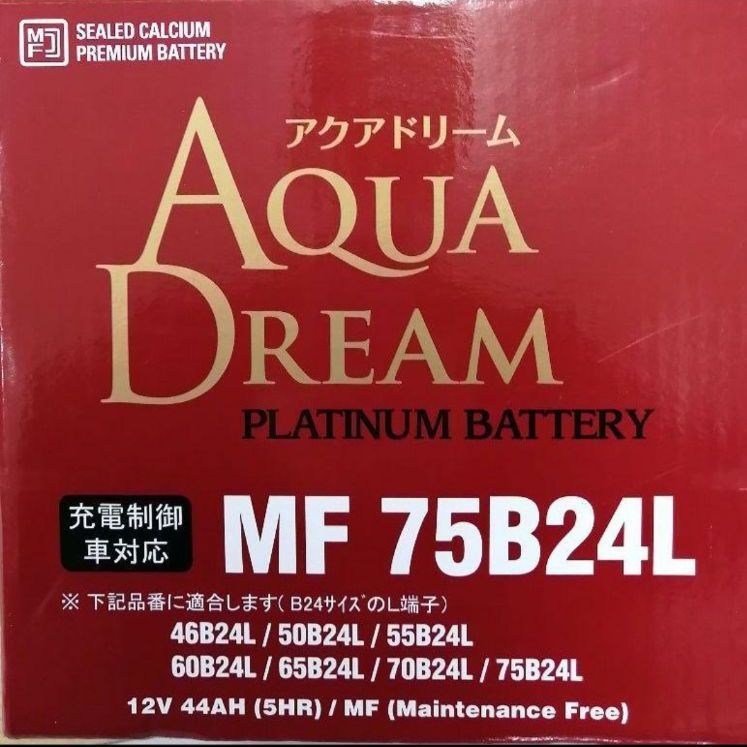 MF
SEALED CALCIUM
PREMIUM BATTERY
アクアドリーム
AQUA
DREAM
PLATINUM BATTERY
充電制御
車対応
MF 75B24L
※ 下記品番に適合します( B24サイズのL端子)
46B24L / 50B24L / 55B24L
60B24L / 65B24L / 70B24L / 75B24L
12V 44AH (5HR) / MF (Maintenance Free)